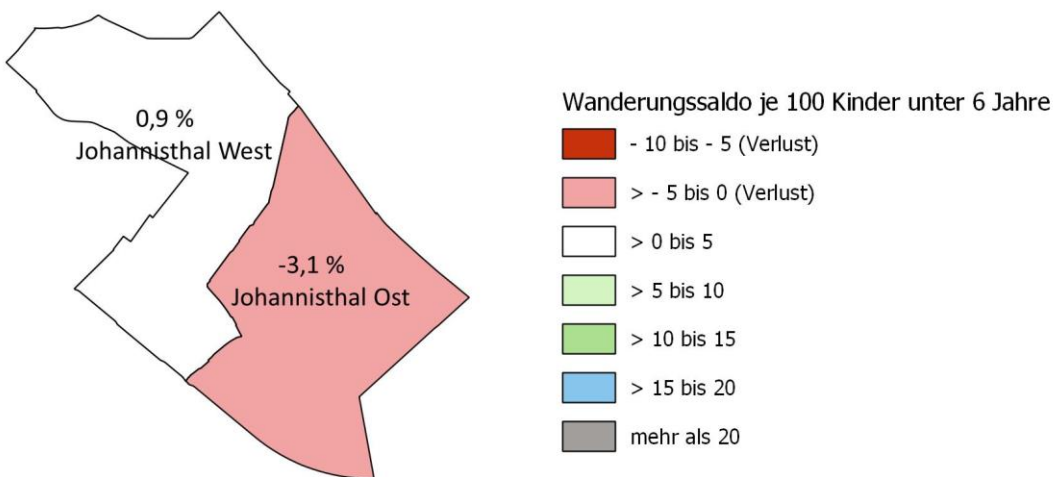 0,9 %
Johannisthal West
-3,1 %
Johannisthal Ost
Wanderungssaldo je 100 Kinder unter 6 Jahre
- 10 bis - 5 (Verlust)
> - 5 bis 0 (Verlust)
> 0 bis 5
> 5 bis 10
> 10 bis 15
> 15 bis 20
mehr als 20